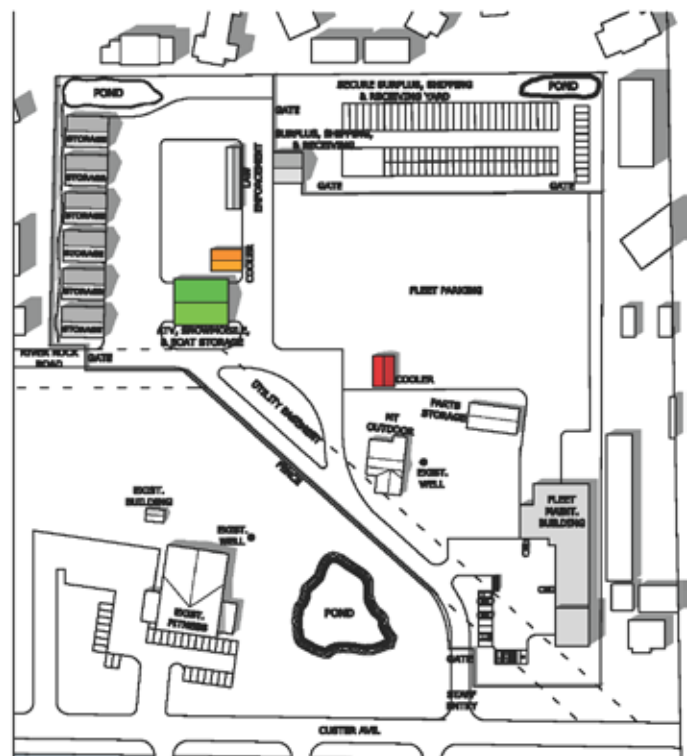 POND
SECURE SURPLUS, SHIPPING
& RECEIVING YARD
POND
GATE
SURPLUS, SHIPPING,
& RECEIVING
GATE
GATE
STORAGE
STORAGE
STORAGE
STORAGE
STORAGE
STORAGE
LAW
ENFORCEMENT
COOLER
ATV, SNOWMOBILE,
& BOAT STORAGE
FLEET PARKING
RIVER ROCK
ROAD
GATE
COOLER
UTILITY EASEMENT
FENCE
MT
OUTDOOR
PARTS
STORAGE
EXIST.
WELL
FLEET
MAINT.
BUILDING
EXIST.
BUILDING
EXIST.
WELL
EXIST.
FITNESS
POND
GATE
STAFF
ENTRY
CUSTER AVE.